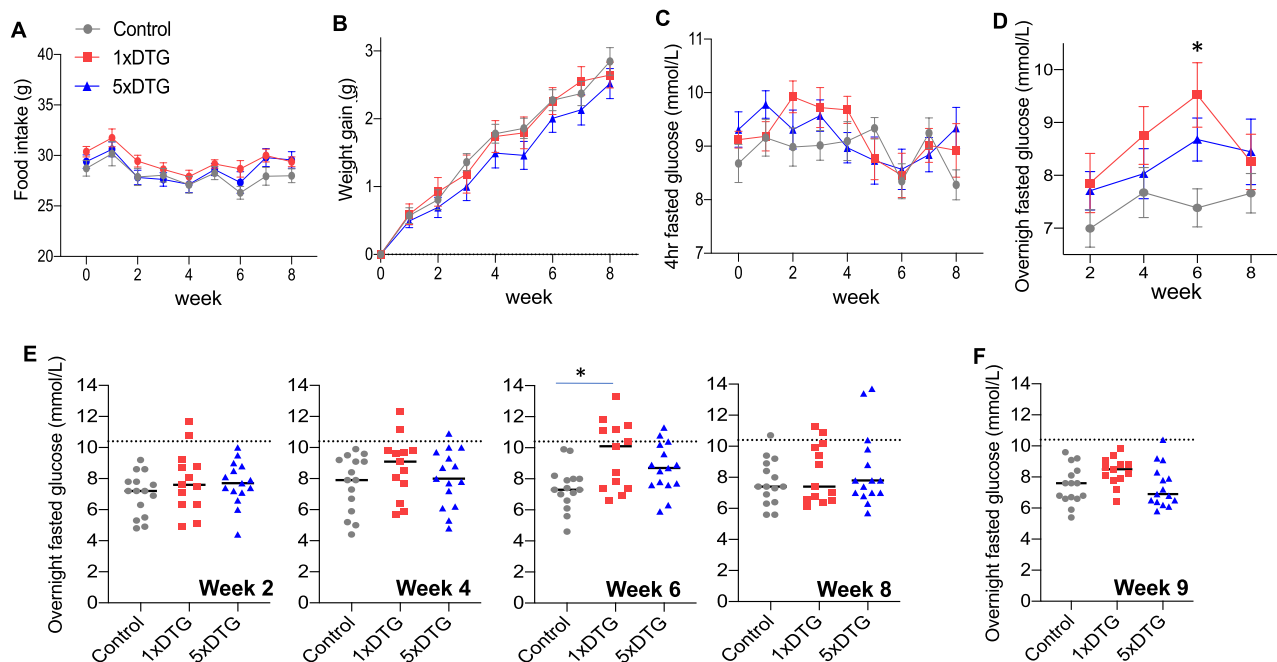 A
Control
1xDTG
5xDTG
Food intake (g)
40
35
30
25
20
0
2
4
6
8
week
B
Weight gain (g)
3
2
1
0
0
2
4
6
8
week
C
4hr fasted glucose (mmol/L)
11
10
9
8
7
0
2
4
6
8
week
D
Overnigh fasted glucose (mmol/L)
10
9
8
7
*
2
4
6
8
week
E
Overnight fasted glucose (mmol/L)
14
12
10
8
6
4
2
0
Week 2
Control
1xDTG
5xDTG
14
12
10
8
6
4
2
0
Week 4
Control
1xDTG
5xDTG
14
12
10
8
6
4
2
0
*
Week 6
Control
1xDTG
5xDTG
14
12
10
8
6
4
2
0
Week 8
Control
1xDTG
5xDTG
F
Overnight fasted glucose (mmol/L)
14
12
10
8
6
4
2
0
Week 9
Control
1xDTG
5xDTG